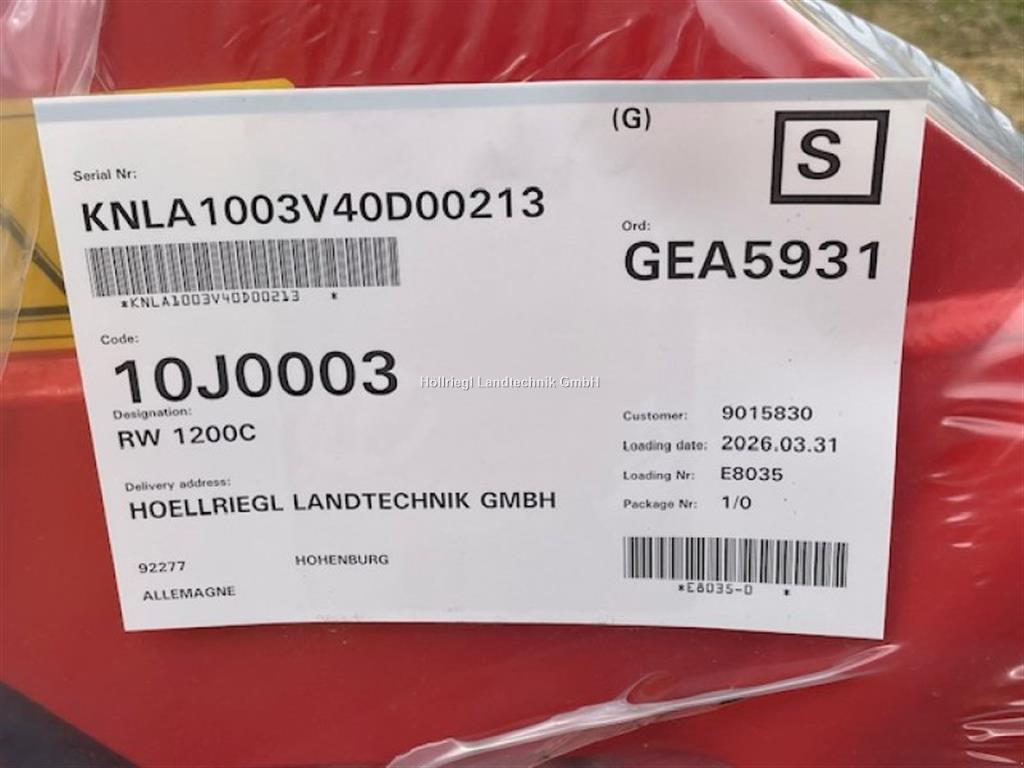 (G)
S
Serial Nr:
KNLA1003V40D00213
*KNLA1003V40D00213 *
Ord:
GEA5931
Code:
10J0003
Höllriegl Landtechnik GmbH
Designation:
RW 1200C
Customer: 9015830
Loading date: 2026.03.31
Loading Nr: E8035
Package Nr: 1/0
Delivery address:
HOELLRIEGL LANDTECHNIK GMBH
92277 HOHENBURG
ALLEMAGNE
*E8035-0 *